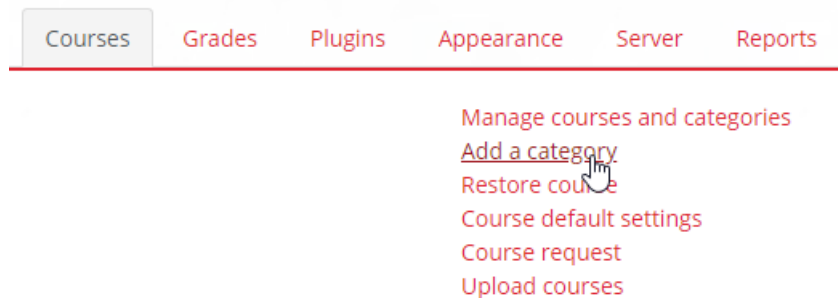 Courses Grades Plugins Appearance Server Reports
Manage courses and categories
Add a category
Restore course
Course default settings
Course request
Upload courses